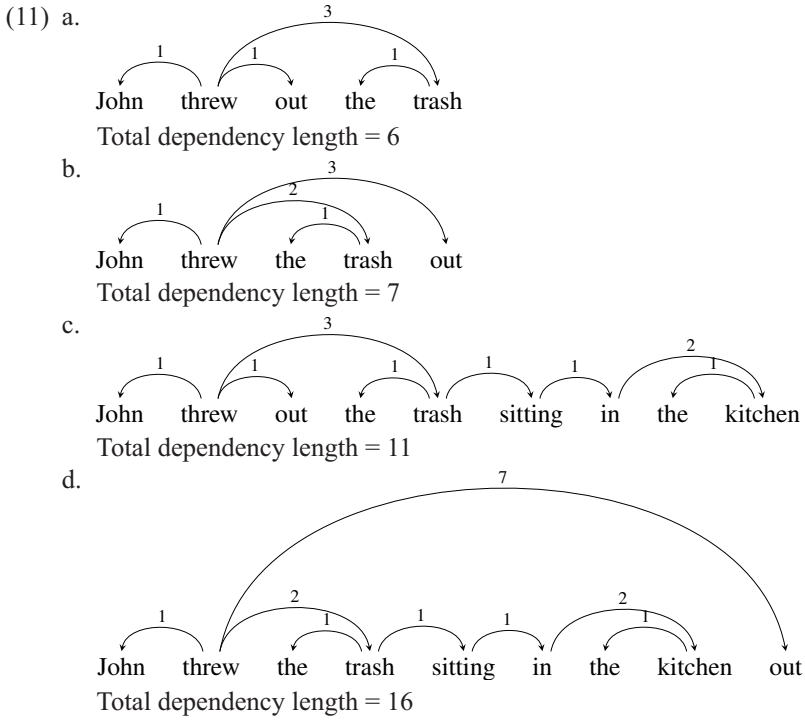 (11) a.
3
1 1 1
John threw out the trash
Total dependency length = 6
b.
3
2
1 1
John threw the trash out
Total dependency length = 7
c.
3
2
1 1 1 1 1 1
John threw out the trash sitting in the kitchen
Total dependency length = 11
d.
7
2 2
1 1 1 1 1
John threw the trash sitting in the kitchen out
Total dependency length = 16